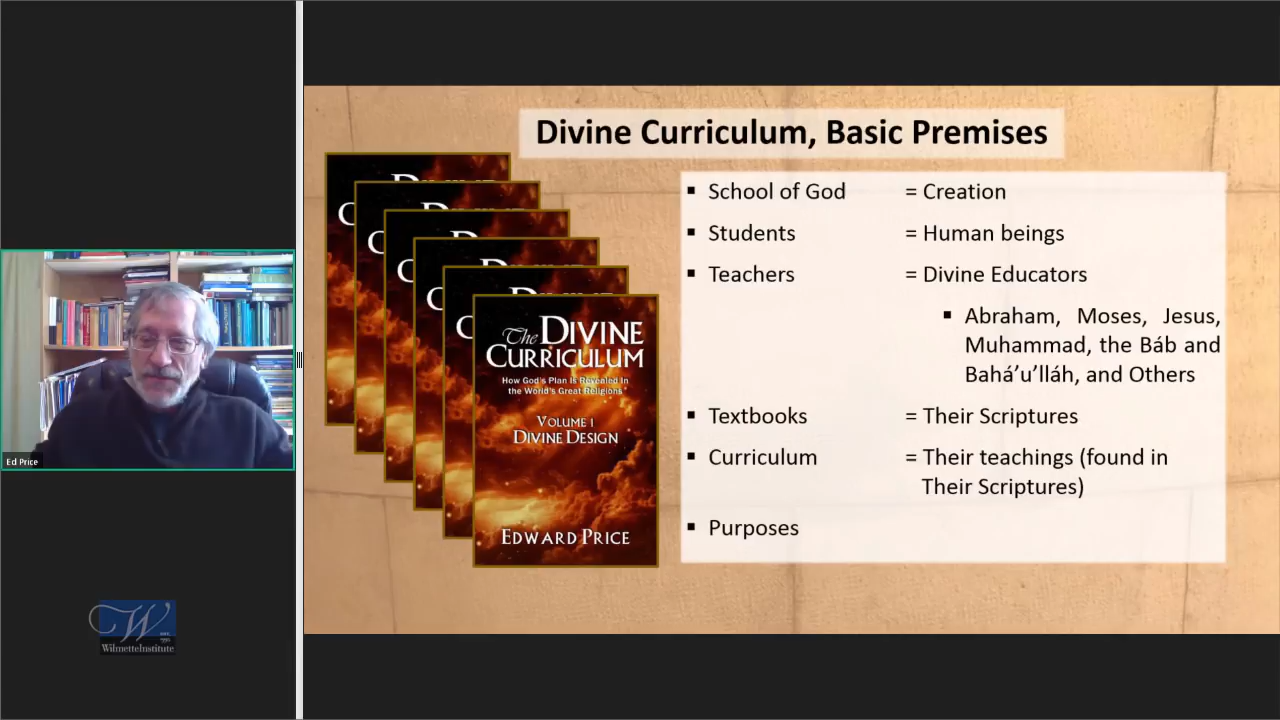 Divine Curriculum, Basic Premises
School of God = Creation
Students = Human beings
Teachers = Divine Educators
Abraham, Moses, Jesus,
Muhammad, the Báb and
Bahá’u’lláh, and Others
Textbooks = Their Scriptures
Curriculum = Their teachings (found in
Their Scriptures)
Purposes
The DIVINE
CURRICULUM
How God's Plan Is Revealed In
the World's Great Religions
VOLUME 1
DIVINE DESIGN
EDWARD PRICE
Ed Price
W
WilmetteInstitute